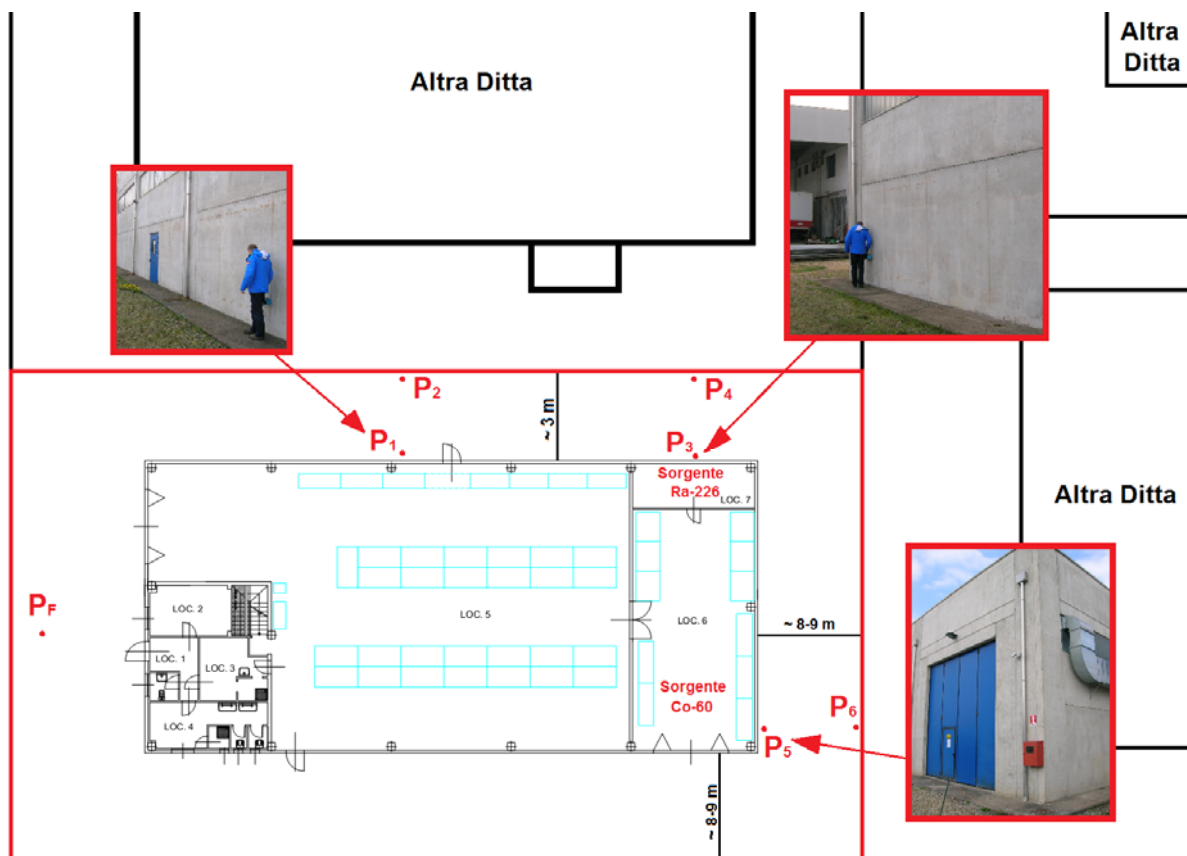 Altra Ditta
Altra
Ditta
P2
P4
P1
~ 3 m
P3
Sorgente
Ra-226
LOC. 7
Altra Ditta
PF
LOC. 2
LOC. 5
LOC. 6
~ 8-9 m
LOC. 1
LOC. 3
Sorgente
Co-60
LOC. 4
P6
P5
~ 8-9 m